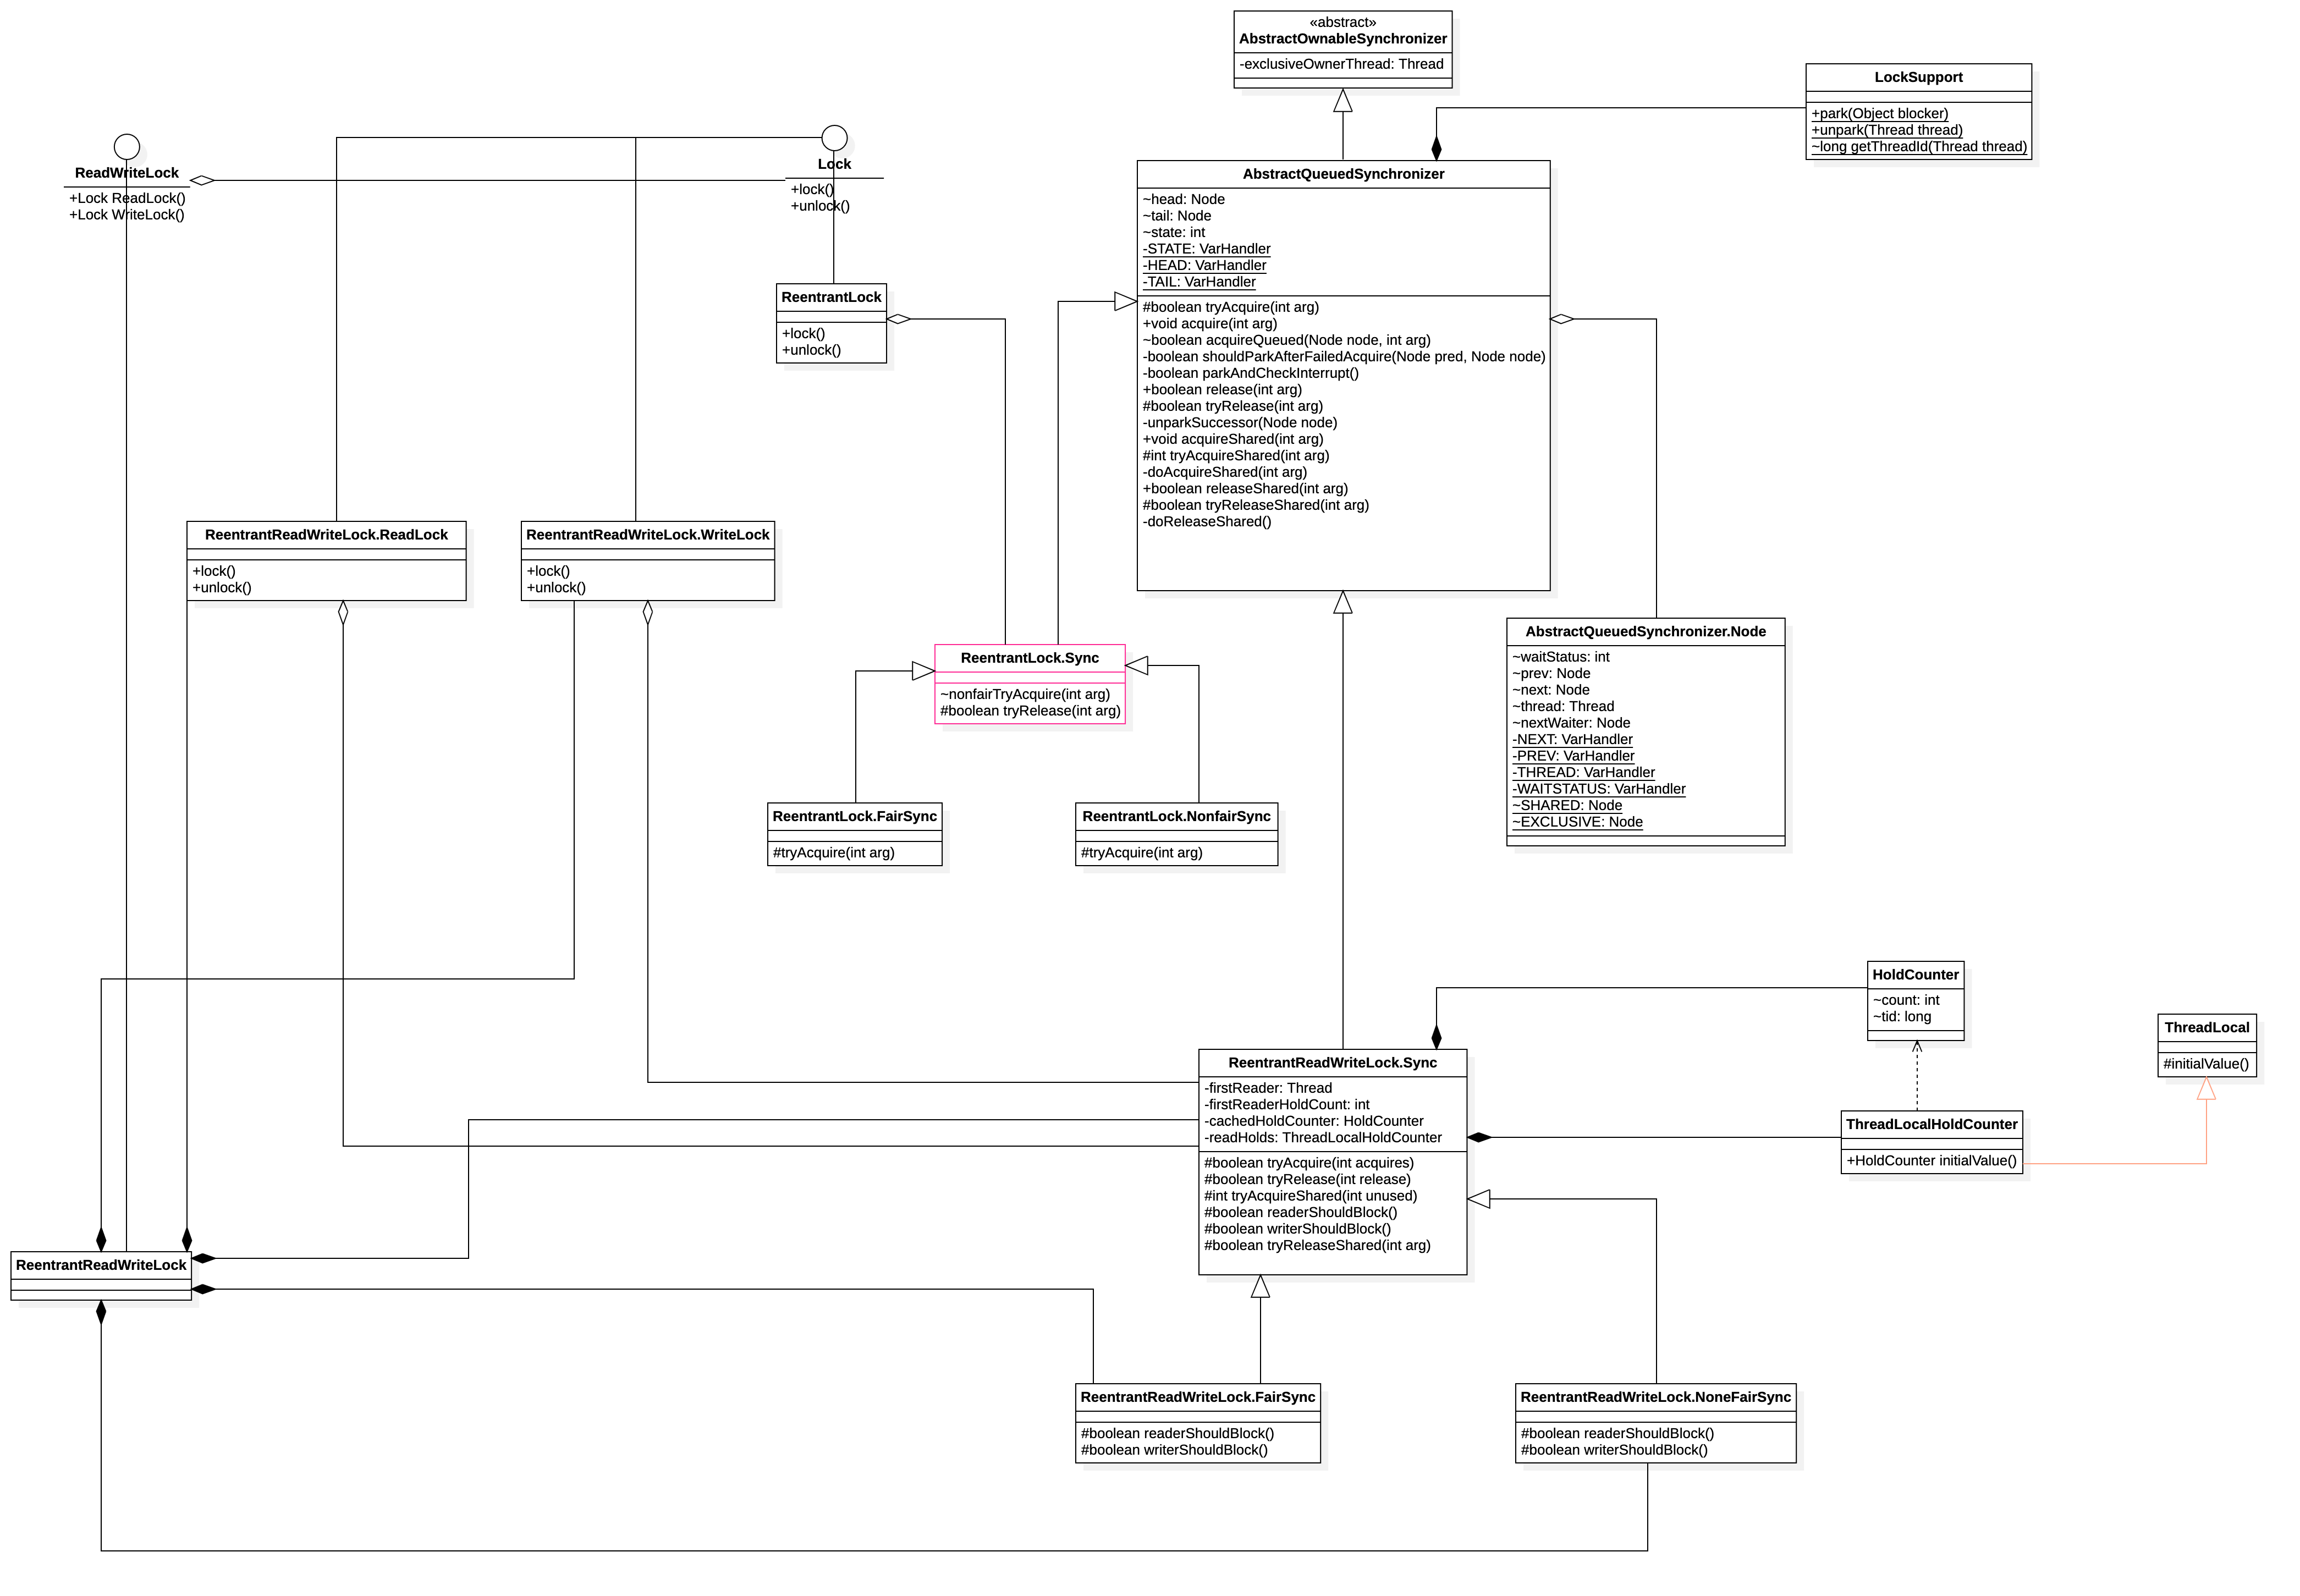 «abstract»
AbstractOwnableSynchronizer
-exclusiveOwnerThread: Thread
LockSupport
+park(Object blocker)
+unpark(Thread thread)
~long getThreadId(Thread thread)
ReadWriteLock
+Lock ReadLock()
+Lock WriteLock()
Lock
+lock()
+unlock()
AbstractQueuedSynchronizer
~head: Node
~tail: Node
~state: int
-STATE: VarHandler
-HEAD: VarHandler
-TAIL: VarHandler
#boolean tryAcquire(int arg)
+void acquire(int arg)
~boolean acquireQueued(Node node, int arg)
-boolean shouldParkAfterFailedAcquire(Node pred, Node node)
-boolean parkAndCheckInterrupt()
+boolean release(int arg)
#boolean tryRelease(int arg)
-unparkSuccessor(Node node)
+void acquireShared(int arg)
#int tryAcquireShared(int arg)
-doAcquireShared(int arg)
+boolean releaseShared(int arg)
#boolean tryReleaseShared(int arg)
-doReleaseShared()
ReentrantLock
+lock()
+unlock()
ReentrantReadWriteLock.ReadLock
+lock()
+unlock()
ReentrantReadWriteLock.WriteLock
+lock()
+unlock()
ReentrantLock.Sync
~nonfairTryAcquire(int arg)
#boolean tryRelease(int arg)
AbstractQueuedSynchronizer.Node
~waitStatus: int
~prev: Node
~next: Node
~thread: Thread
~nextWaiter: Node
-NEXT: VarHandler
-PREV: VarHandler
-THREAD: VarHandler
-WAITSTATUS: VarHandler
~SHARED: Node
~EXCLUSIVE: Node
ReentrantLock.FairSync
#tryAcquire(int arg)
ReentrantLock.NonfairSync
#tryAcquire(int arg)
HoldCounter
~count: int
~tid: long
ThreadLocal
#initialValue()
ReentrantReadWriteLock.Sync
-firstReader: Thread
-firstReaderHoldCount: int
-cachedHoldCounter: HoldCounter
-readHolds: ThreadLocalHoldCounter
#boolean tryAcquire(int acquires)
#boolean tryRelease(int release)
#int tryAcquireShared(int unused)
#boolean readerShouldBlock()
#boolean writerShouldBlock()
#boolean tryReleaseShared(int arg)
ThreadLocalHoldCounter
+HoldCounter initialValue()
ReentrantReadWriteLock
ReentrantReadWriteLock.FairSync
#boolean readerShouldBlock()
#boolean writerShouldBlock()
ReentrantReadWriteLock.NoneFairSync
#boolean readerShouldBlock()
#boolean writerShouldBlock()